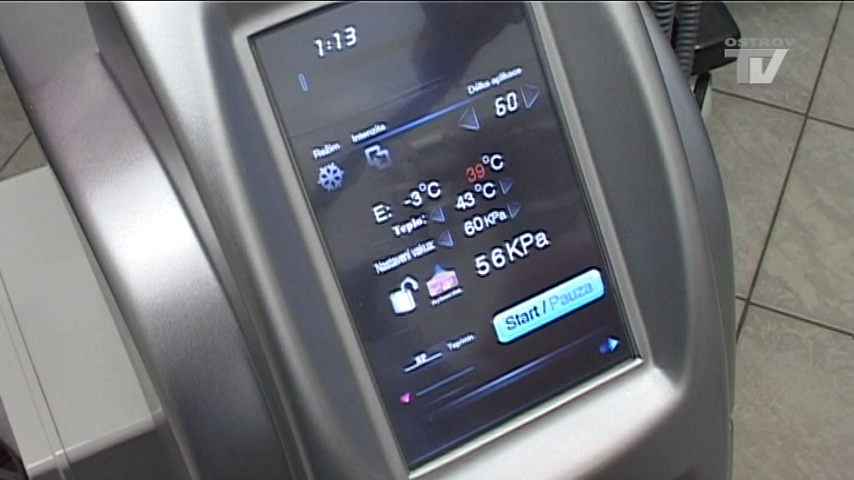 OSTROV
TV
1:13
Délka aplikace
60
Režim
Intenzita
39°C
E: -3°C
Teplo: 43°C
Nastavení vakua: 60KPa
56KPa
Start / Pauza